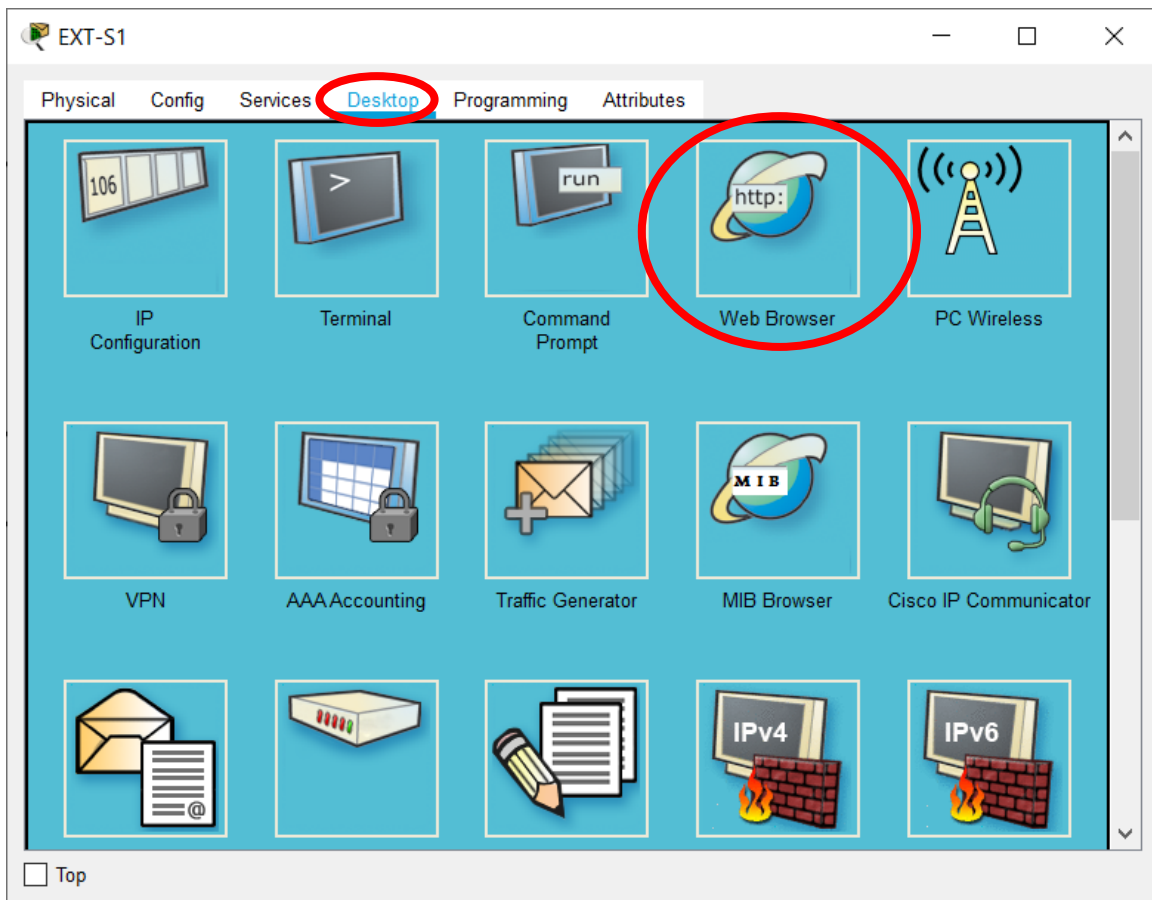 EXT-S1
Physical Config Services Desktop Programming Attributes
106
>
run
http:
IP
Configuration
Terminal
Command
Prompt
Web Browser
PC Wireless
MIB
VPN
AAA Accounting
Traffic Generator
MIB Browser
Cisco IP Communicator
@
IPv4
IPv6
Top